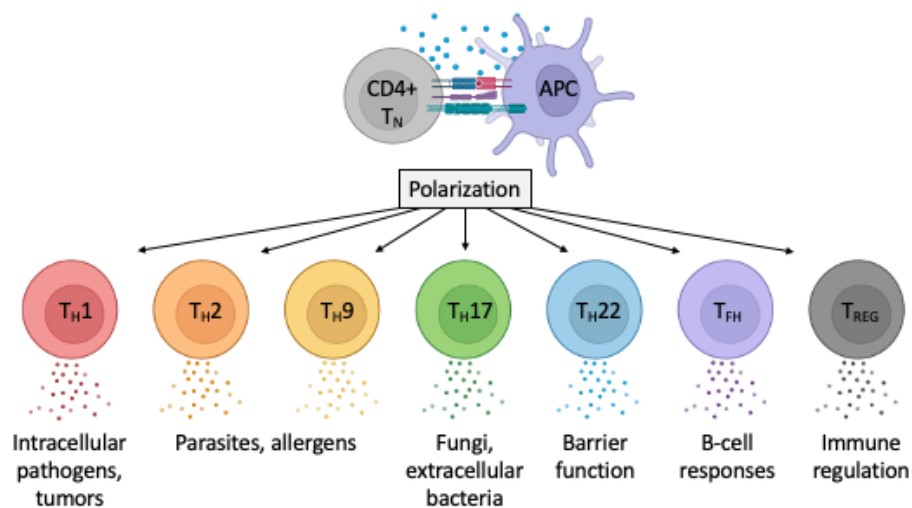 CD4+
TN
APC
Polarization
TH1
TH2
TH9
TH17
TH22
TFH
TREG
Intracellular
pathogens,
tumors
Parasites, allergens
Fungi,
extracellular
bacteria
Barrier
function
B-cell
responses
Immune
regulation